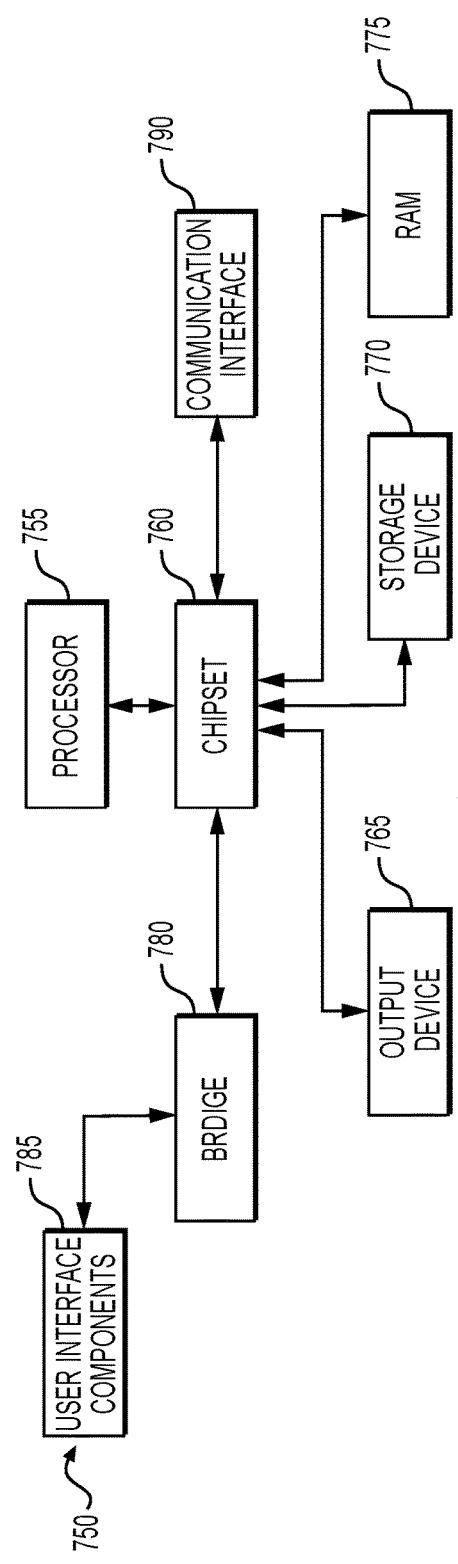 750
785
USER INTERFACE
COMPONENTS
780
BRDIGE
755
PROCESSOR
760
CHIPSET
790
COMMUNICATION
INTERFACE
765
OUTPUT
DEVICE
770
STORAGE
DEVICE
775
RAM